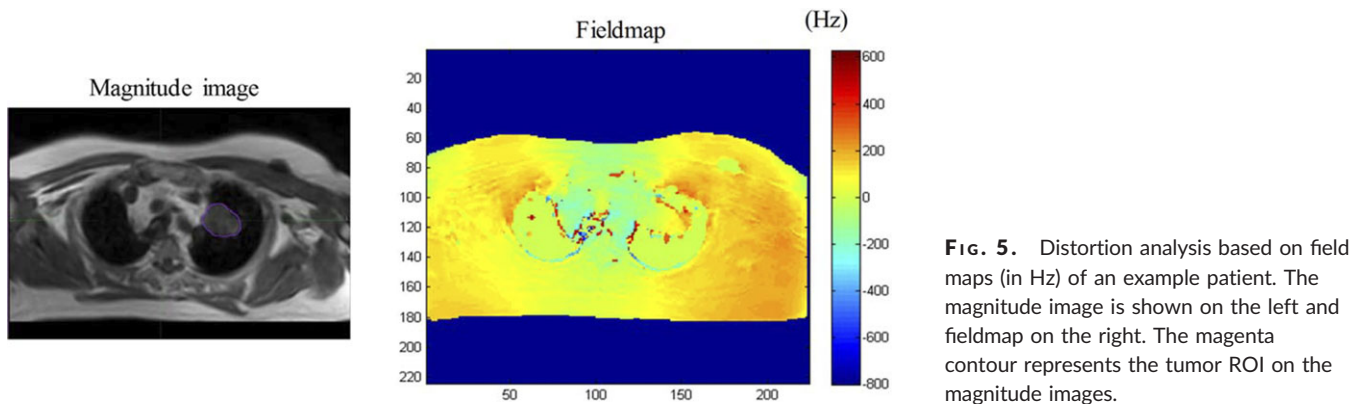 Magnitude image
Fieldmap
(Hz)
20
40
60
80
100
120
140
160
180
200
220
50
100
150
200
600
400
200
0
-200
-400
-600
-800
FIG. 5. Distortion analysis based on field
maps (in Hz) of an example patient. The
magnitude image is shown on the left and
fieldmap on the right. The magenta
contour represents the tumor ROI on the
magnitude images.